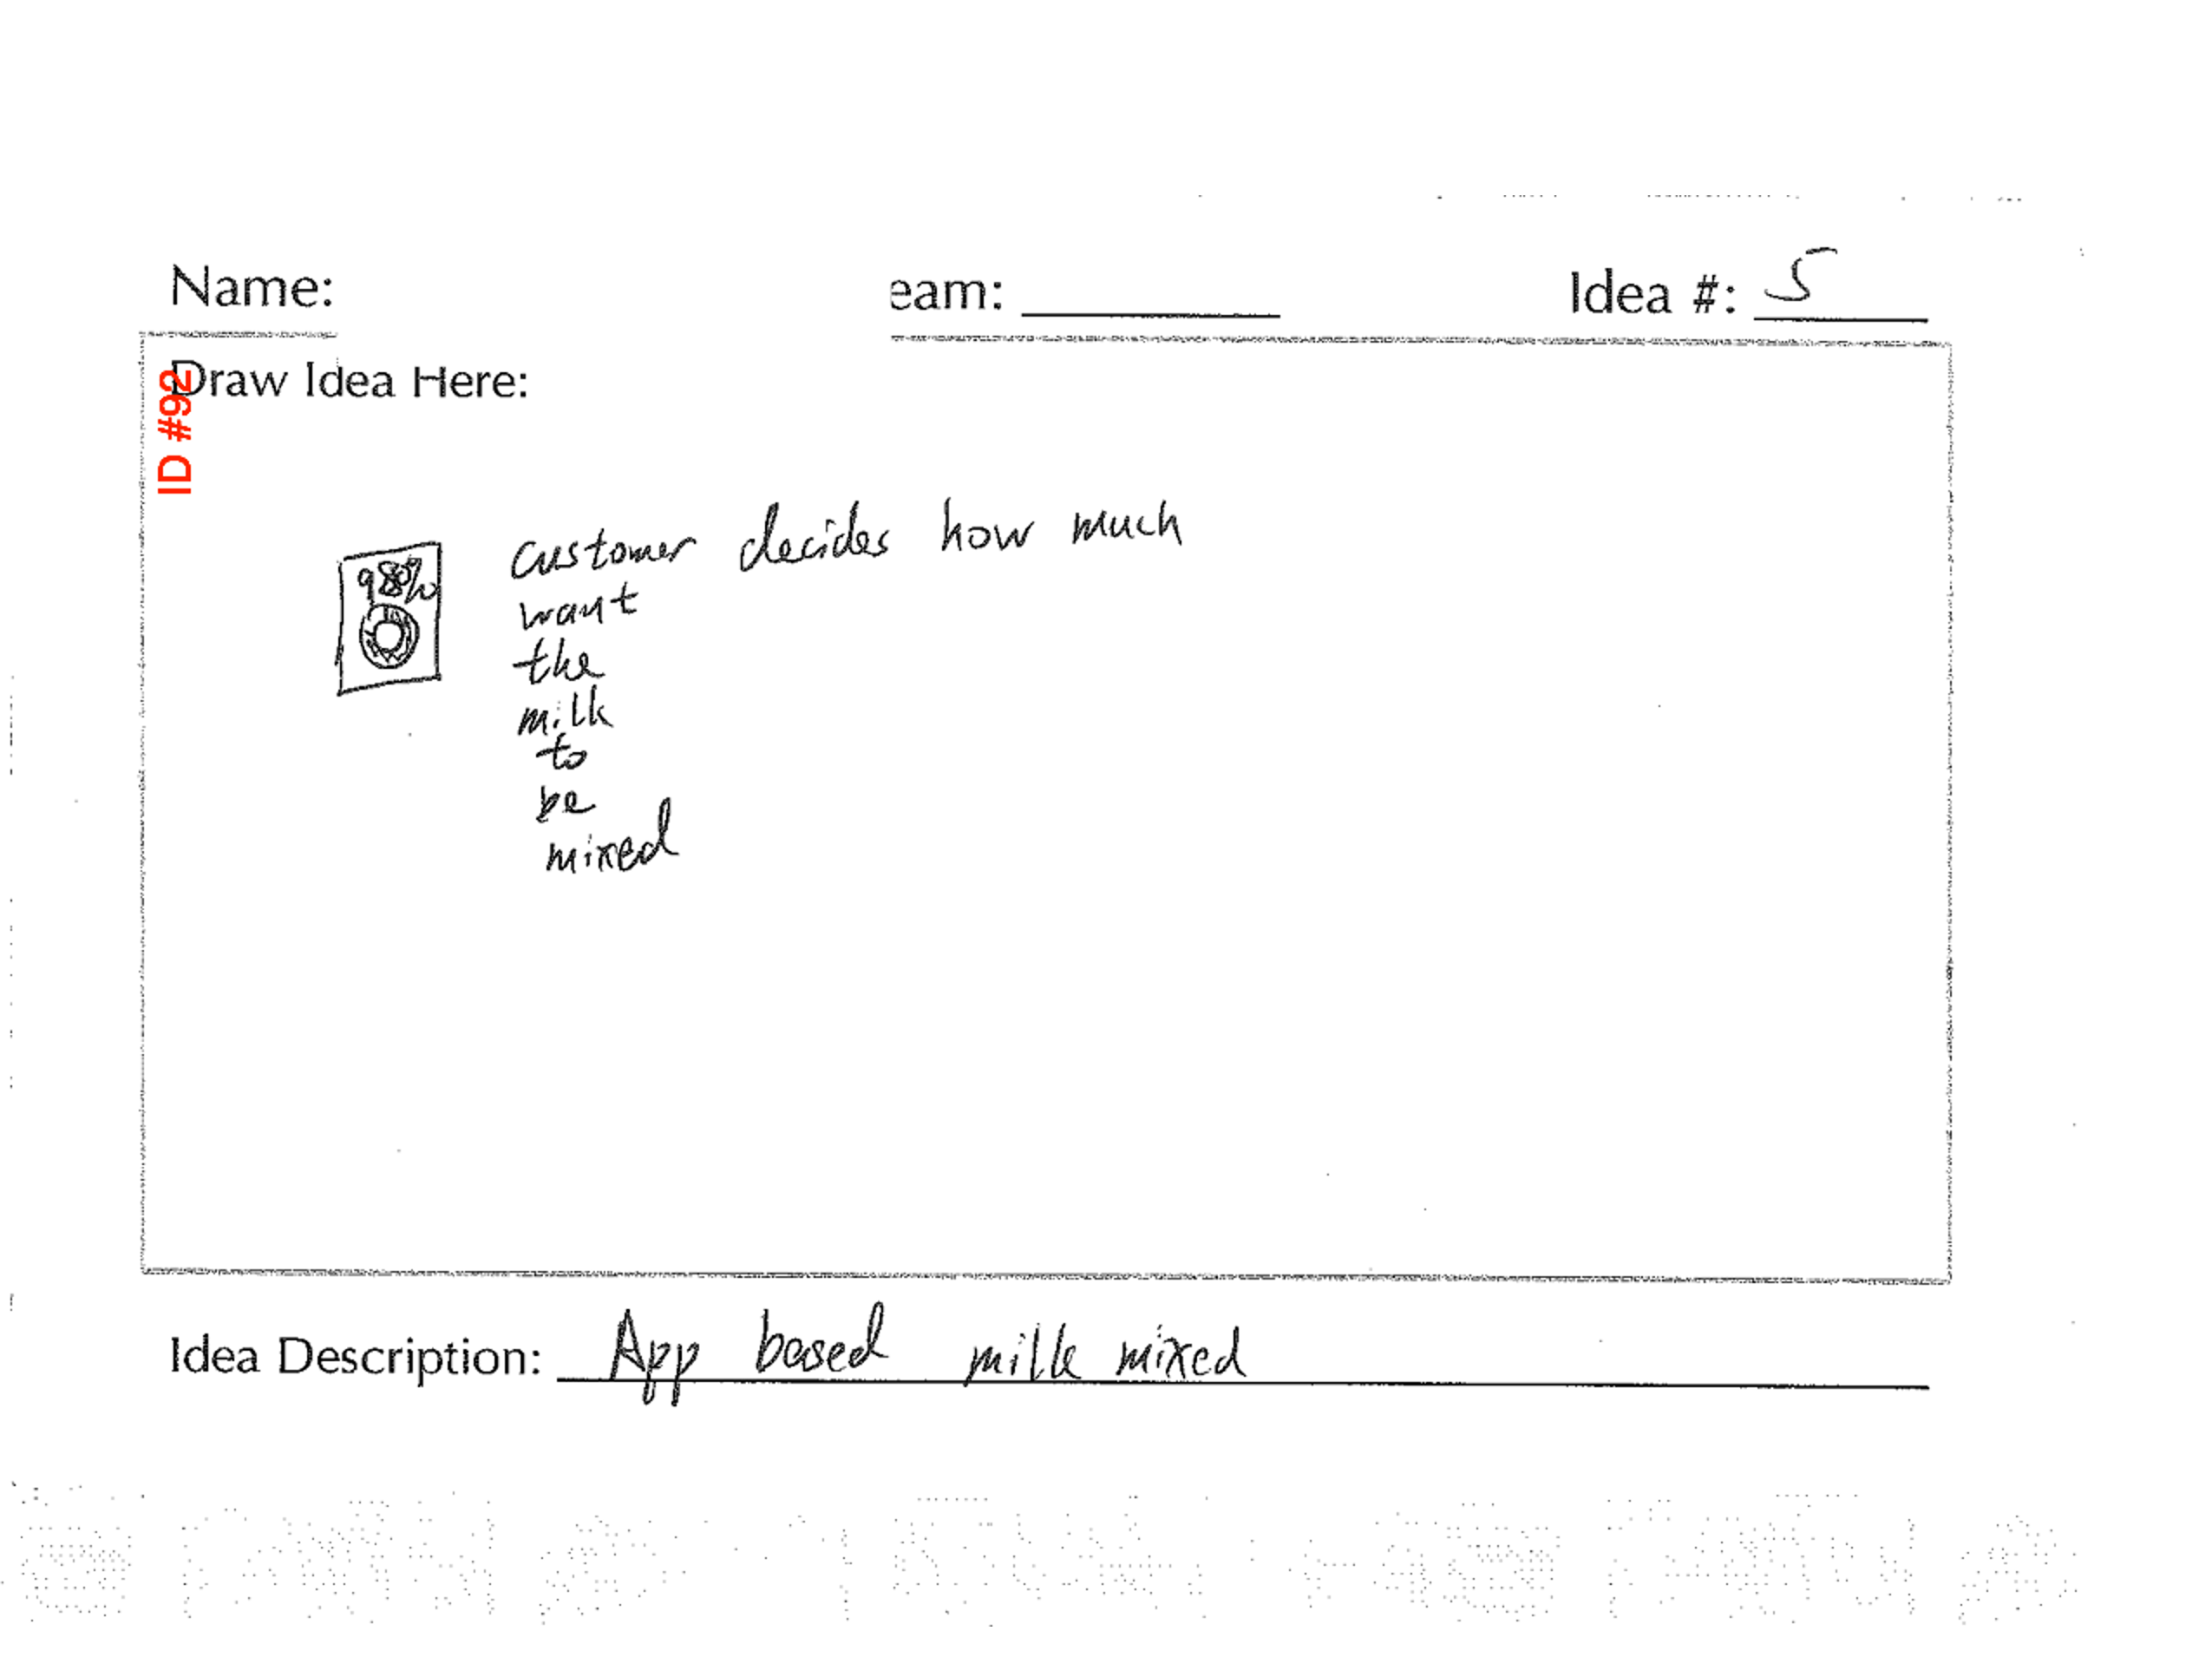 Name:
eam:
Idea #: 5
Draw Idea Here:
ID #92
98%
customer decides how much
want
the
milk
to
be
mixed
Idea Description: App based milk mixed